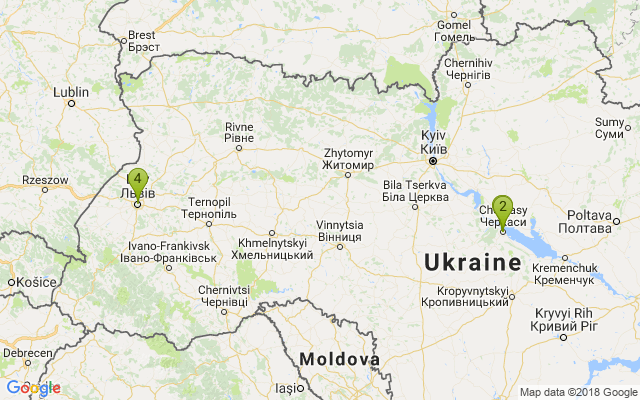 Gomel
Гомель
Brest
Брэст
Chernihiv
Чернігів
Lublin
Sumy
Суми
Rivne
Рівне
Kyiv
Київ
Zhytomyr
Житомир
Rzeszow
4
Львів
Bila Tserkva
Біла Церква
2
Черкаси
Ternopil
Тернопіль
Poltava
Полтава
Vinnytsia
Вінниця
Khmelnytskyi
Хмельницький
Ivano-Frankivsk
Івано-Франківськ
Ukraine
Kremenchuk
Кременчук
Košice
Chernivtsi
Чернівці
Kropyvnytskyi
Кропивницький
Kryvyi Rih
Кривий Ріг
Debrecen
Moldova
Iași
Google
Map data ©2018 Google